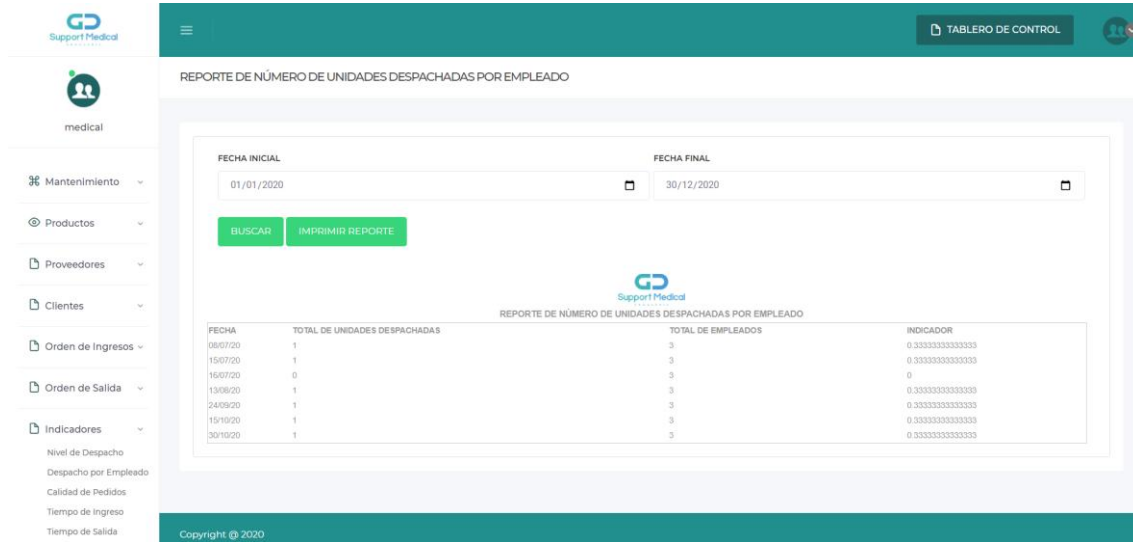 Support Medical
TABLERO DE CONTROL
REPORTE DE NÚMERO DE UNIDADES DESPACHADAS POR EMPLEADO
medical
Mantenimiento
Productos
Proveedores
Clientes
Orden de Ingresos
Orden de Salida
Indicadores
Nivel de Despacho
Despacho por Empleado
Calidad de Pedidos
Tiempo de Ingreso
Tiempo de Salida
FECHA INICIAL FECHA FINAL
01/01/2020 30/12/2020
BUSCAR IMPRIMIR REPORTE
Support Medical
REPORTE DE NÚMERO DE UNIDADES DESPACHADAS POR EMPLEADO
FECHA TOTAL DE UNIDADES DESPACHADAS TOTAL DE EMPLEADOS INDICADOR
08/07/20 1 3 0.33333333333333
15/07/20 1 3 0.33333333333333
16/07/20 0 3 0
13/08/20 1 3 0.33333333333333
24/09/20 1 3 0.33333333333333
15/10/20 1 3 0.33333333333333
30/10/20 1 3 0.33333333333333
Copyright @ 2020